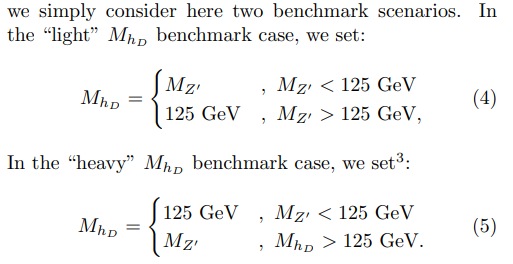 we simply consider here two benchmark scenarios. In
the “light” $M_{h_D}$ benchmark case, we set:
$M_{h_D} = \begin{cases} M_{Z'} & , \ M_{Z'} < 125 \text{ GeV} \\ 125 \text{ GeV} & , \ M_{Z'} > 125 \text{ GeV}, \end{cases}$ (4)
In the “heavy” $M_{h_D}$ benchmark case, we set$^3$:
$M_{h_D} = \begin{cases} 125 \text{ GeV} & , \ M_{Z'} < 125 \text{ GeV} \\ M_{Z'} & , \ M_{h_D} > 125 \text{ GeV}. \end{cases}$ (5)